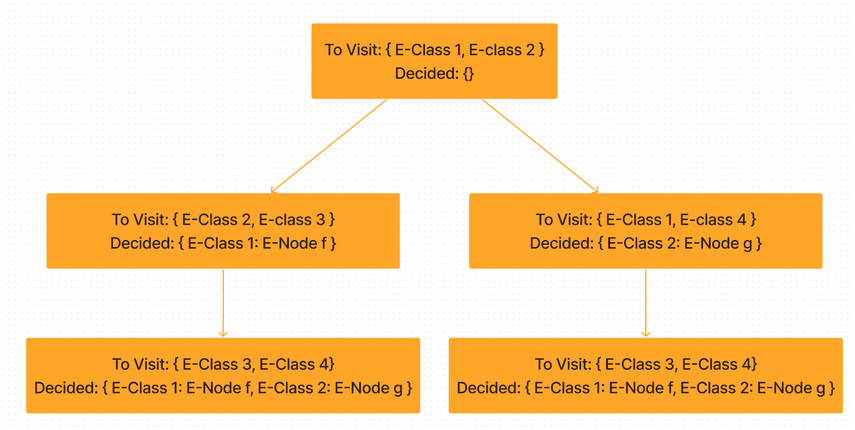 To Visit: { E-Class 1, E-class 2 }
Decided: {}
To Visit: { E-Class 2, E-class 3 }
Decided: { E-Class 1: E-Node f }
To Visit: { E-Class 1, E-class 4 }
Decided: { E-Class 2: E-Node g }
To Visit: { E-Class 3, E-Class 4}
Decided: { E-Class 1: E-Node f, E-Class 2: E-Node g }
To Visit: { E-Class 3, E-Class 4}
Decided: { E-Class 1: E-Node f, E-Class 2: E-Node g }